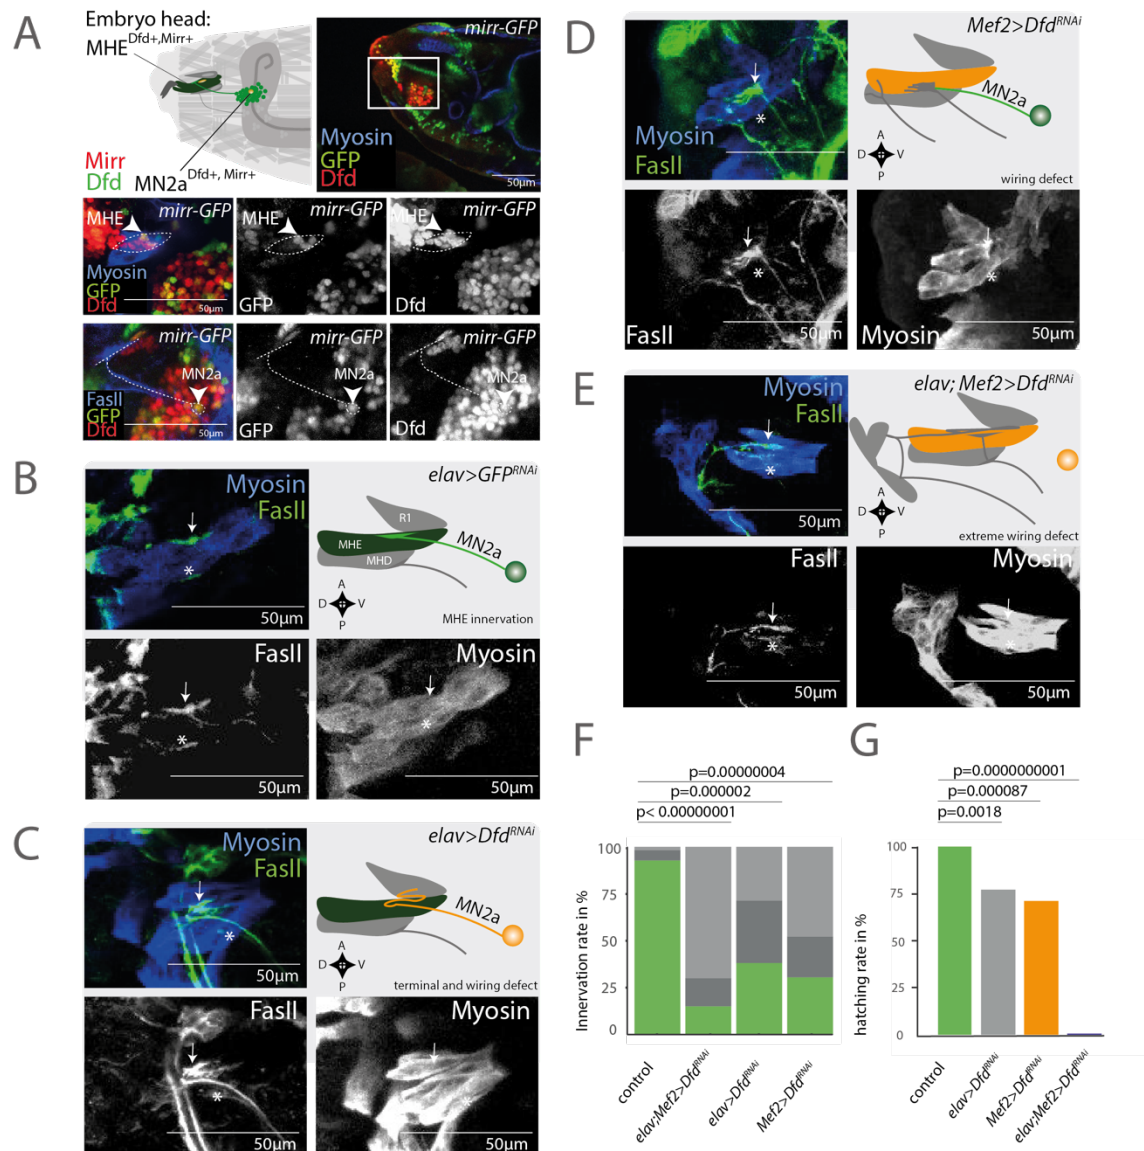 A
Embryo head:
MHE Dfd+,Mirr+
Mirr
Dfd
MN2a Dfd+, Mirr+
mirr-GFP
Myosin
GFP
Dfd
50µm
MHE
mirr-GFP
Myosin
GFP
Dfd
50µm
MHE
mirr-GFP
GFP
MHE
mirr-GFP
Dfd
mirr-GFP
MN2a
FasII
GFP
Dfd
50µm
mirr-GFP
MN2a
GFP
mirr-GFP
MN2a
Dfd
B
elav>GFP RNAi
Myosin
FasII
*
50µm
R1
MHE
MHD
MN2a
A
D V
P
MHE innervation
FasII
*
50µm
Myosin
*
50µm
C
elav>Dfd RNAi
Myosin
FasII
*
50µm
MN2a
A
D V
P
terminal and wiring defect
FasII
*
50µm
Myosin
*
50µm
D
Mef2>Dfd RNAi
Myosin
FasII
*
50µm
MN2a
A
D V
P
wiring defect
FasII
*
50µm
Myosin
*
50µm
E
elav; Mef2>Dfd RNAi
Myosin
FasII
*
50µm
A
D V
P
extreme wiring defect
FasII
*
50µm
Myosin
*
50µm
F
p=0.00000004
p=0.000002
p< 0.00000001
Innervation rate in %
100
75
50
25
0
control
elav;Mef2>Dfd RNAi
elav>Dfd RNAi
Mef2>Dfd RNAi
G
p=0.0000000001
p=0.000087
p=0.0018
hatching rate in %
100
75
50
25
0
control
elav>Dfd RNAi
Mef2>Dfd RNAi
elav;Mef2>Dfd RNAi